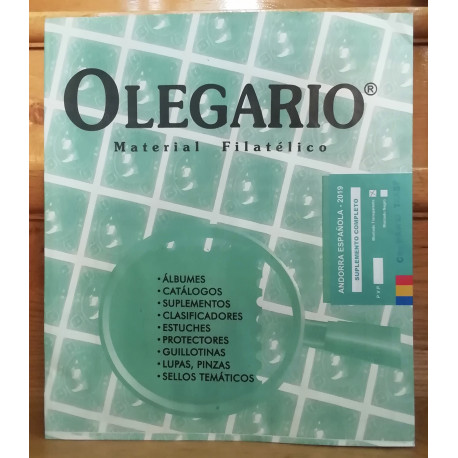 OLEGARIO®
Material Filatélico
• ÁLBUMES
• CATÁLOGOS
• SUPLEMENTOS
• CLASIFICADORES
• ESTUCHES
• PROTECTORES
• GUILLOTINAS
• LUPAS, PINZAS
• SELLOS TEMÁTICOS
ANDORRA ESPAÑOLA - 2019
SUPLEMENTO COMPLETO
P.V.P.